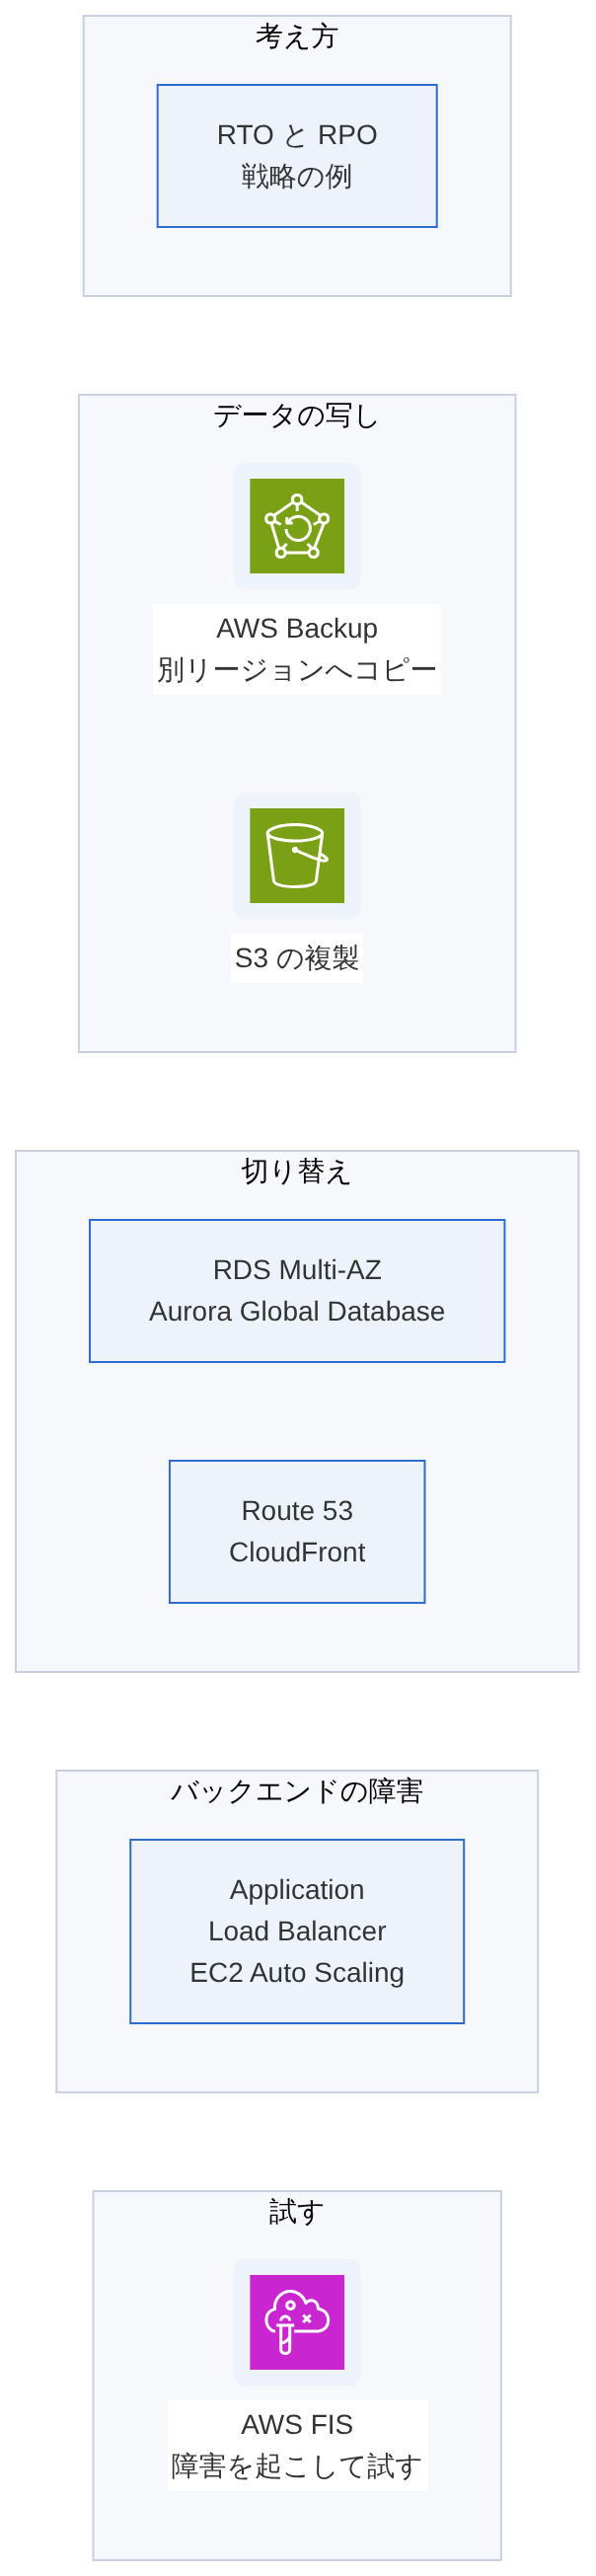 考え方
RTO と RPO
戦略の例
データの写し
AWS Backup
別リージョンへコピー
S3 の複製
切り替え
RDS Multi-AZ
Aurora Global Database
Route 53
CloudFront
バックエンドの障害
Application
Load Balancer
EC2 Auto Scaling
試す
AWS FIS
障害を起こして試す